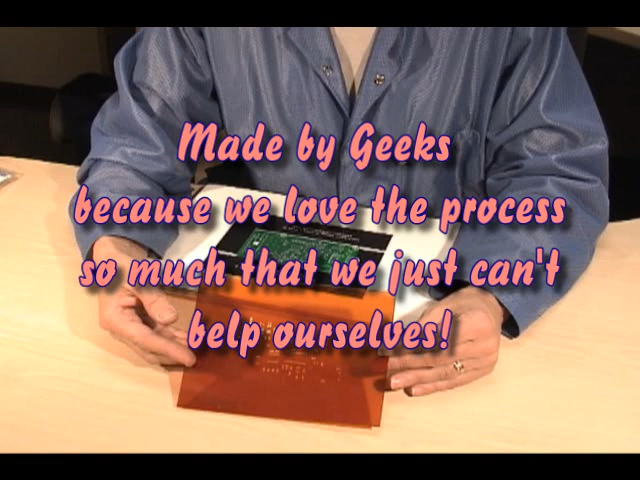 Made by Geeks
because we love the process
so much that we just can't
help ourselves!